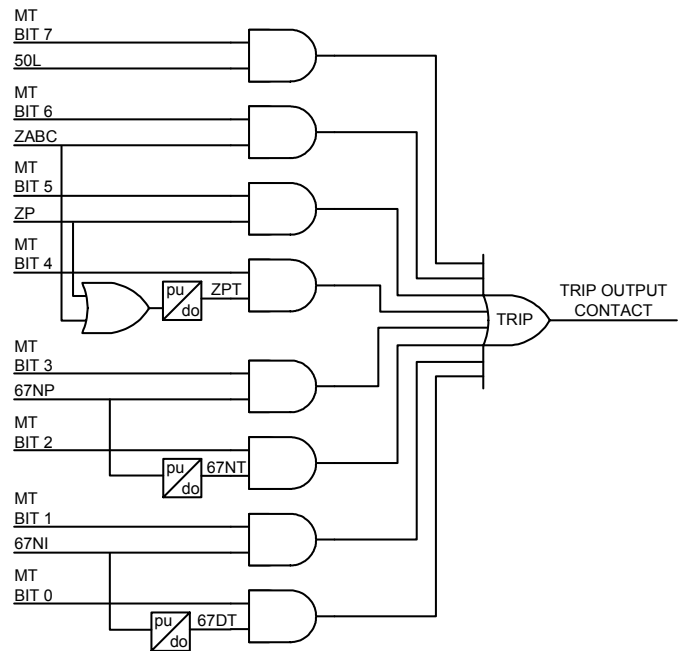 MT
BIT 7
50L
MT
BIT 6
ZABC
MT
BIT 5
ZP
MT
BIT 4
pu
do
ZPT
MT
BIT 3
67NP
MT
BIT 2
pu
do
67NT
MT
BIT 1
67NI
MT
BIT 0
pu
do
67DT
TRIP
TRIP OUTPUT
CONTACT